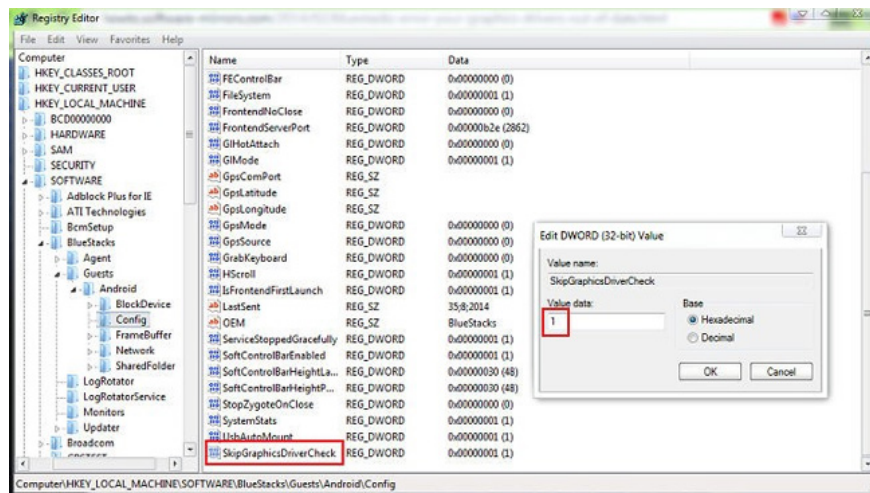 Registry Editor
File Edit View Favorites Help
Computer
HKEY_CLASSES_ROOT
HKEY_CURRENT_USER
HKEY_LOCAL_MACHINE
BCD00000000
HARDWARE
SAM
SECURITY
SOFTWARE
Adblock Plus for IE
ATI Technologies
BcmSetup
BlueStacks
Agent
Guests
Android
BlockDevice
Config
FrameBuffer
Network
SharedFolder
LogRotator
LogRotatorService
Monitors
Updater
Broadcom
Name Type Data
FEControlBar REG_DWORD 0x00000000 (0)
FileSystem REG_DWORD 0x00000001 (1)
FrontendNoClose REG_DWORD 0x00000000 (0)
FrontendServerPort REG_DWORD 0x00000b2e (2862)
GlHotAttach REG_DWORD 0x00000000 (0)
GlMode REG_DWORD 0x00000001 (1)
GpsComPort REG_SZ
GpsLatitude REG_SZ
GpsLongitude REG_SZ
GpsMode REG_DWORD 0x00000000 (0)
GpsSource REG_DWORD 0x00000000 (0)
GrabKeyboard REG_DWORD 0x00000000 (0)
HScroll REG_DWORD 0x00000001 (1)
IsFrontendFirstLaunch REG_DWORD 0x00000000 (0)
LastSent REG_SZ 35;8;2014
OEM REG_SZ BlueStacks
ServiceStoppedGracefully REG_DWORD 0x00000001 (1)
SoftControlBarEnabled REG_DWORD 0x00000001 (1)
SoftControlBarHeightLa... REG_DWORD 0x00000030 (48)
SoftControlBarHeightP... REG_DWORD 0x00000030 (48)
StopZygoteOnClose REG_DWORD 0x00000000 (0)
SystemStats REG_DWORD 0x00000001 (1)
UsbAutoMount REG_DWORD 0x00000001 (1)
SkipGraphicsDriverCheck REG_DWORD 0x00000001 (1)
Edit DWORD (32-bit) Value
Value name:
SkipGraphicsDriverCheck
Value data:
1
Base
Hexadecimal
Decimal
OK Cancel
Computer\HKEY_LOCAL_MACHINE\SOFTWARE\BlueStacks\Guests\Android\Config